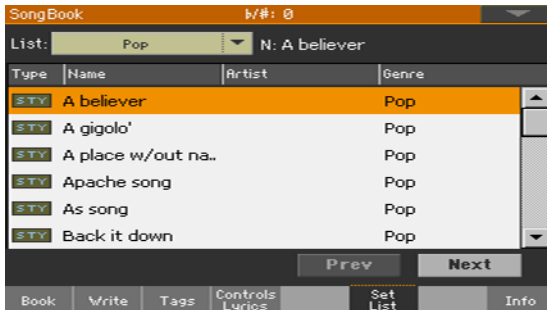 SongBook ♭/#: 0
List: Pop N: A believer
Type Name Artist Genre
STY A believer Pop
STY A gigolo' Pop
STY A place w/out na.. Pop
STY Apache song Pop
STY As song Pop
STY Back it down Pop
Prev Next
Book Write Tags Controls Lyrics Set List Info